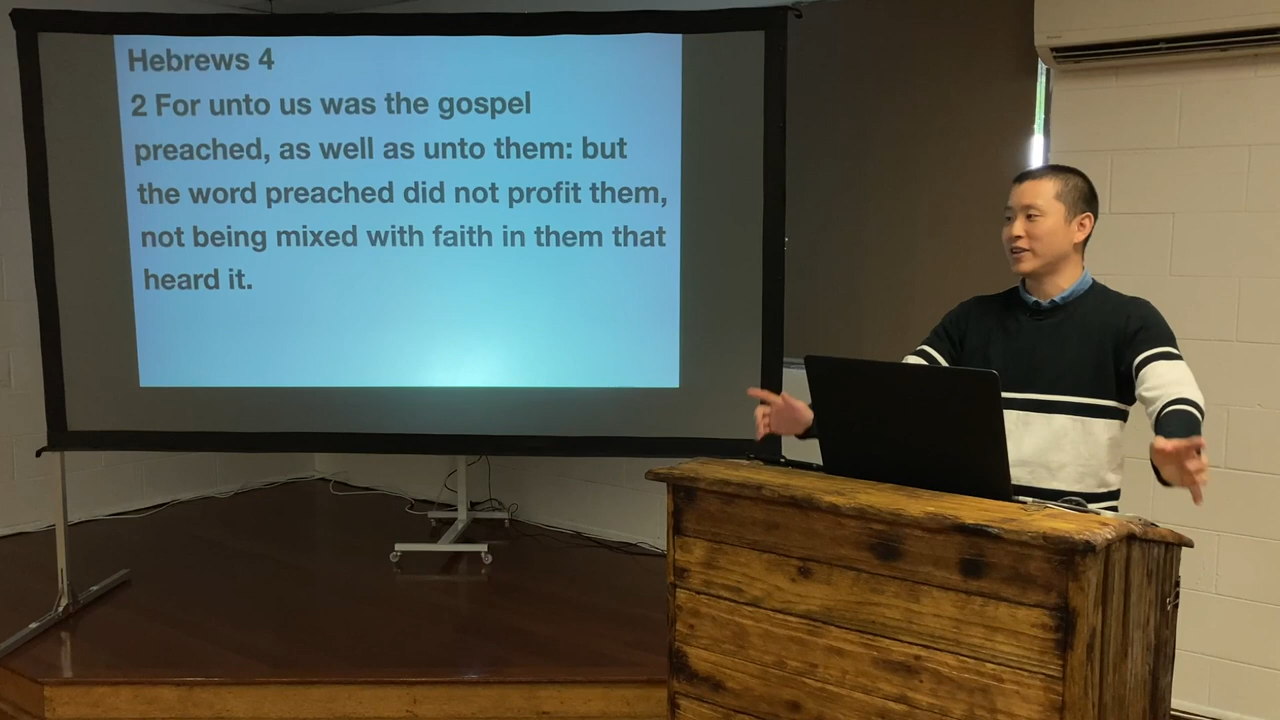 Hebrews 4
2 For unto us was the gospel
preached, as well as unto them: but
the word preached did not profit them,
not being mixed with faith in them that
heard it.